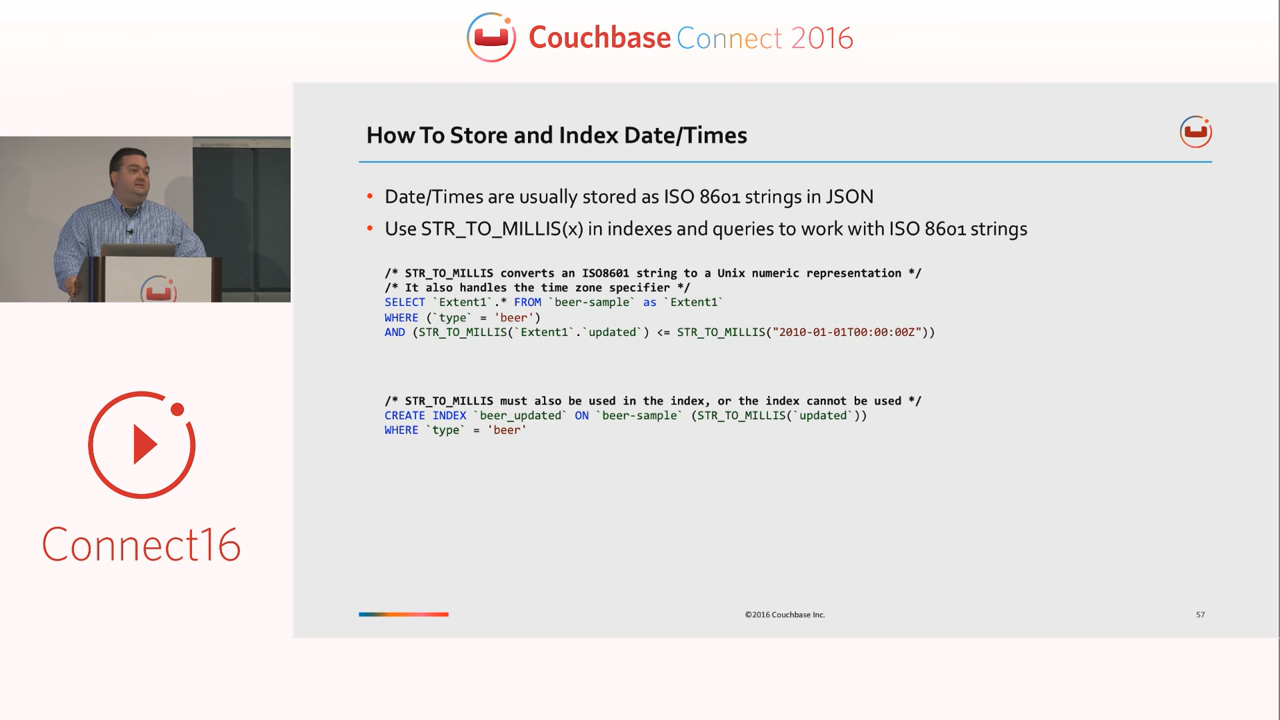 Couchbase Connect 2016
How To Store and Index Date/Times
• Date/Times are usually stored as ISO 8601 strings in JSON
• Use STR_TO_MILLIS(x) in indexes and queries to work with ISO 8601 strings
/* STR_TO_MILLIS converts an ISO8601 string to a Unix numeric representation */
/* It also handles the time zone specifier */
SELECT `Extent1`.* FROM `beer-sample` as `Extent1`
WHERE (`type` = 'beer')
AND (STR_TO_MILLIS(`Extent1`.`updated`) <= STR_TO_MILLIS("2010-01-01T00:00:00Z"))
/* STR_TO_MILLIS must also be used in the index, or the index cannot be used */
CREATE INDEX `beer_updated` ON `beer-sample` (STR_TO_MILLIS(`updated`))
WHERE `type` = 'beer'
Connect16
©2016 Couchbase Inc.
57